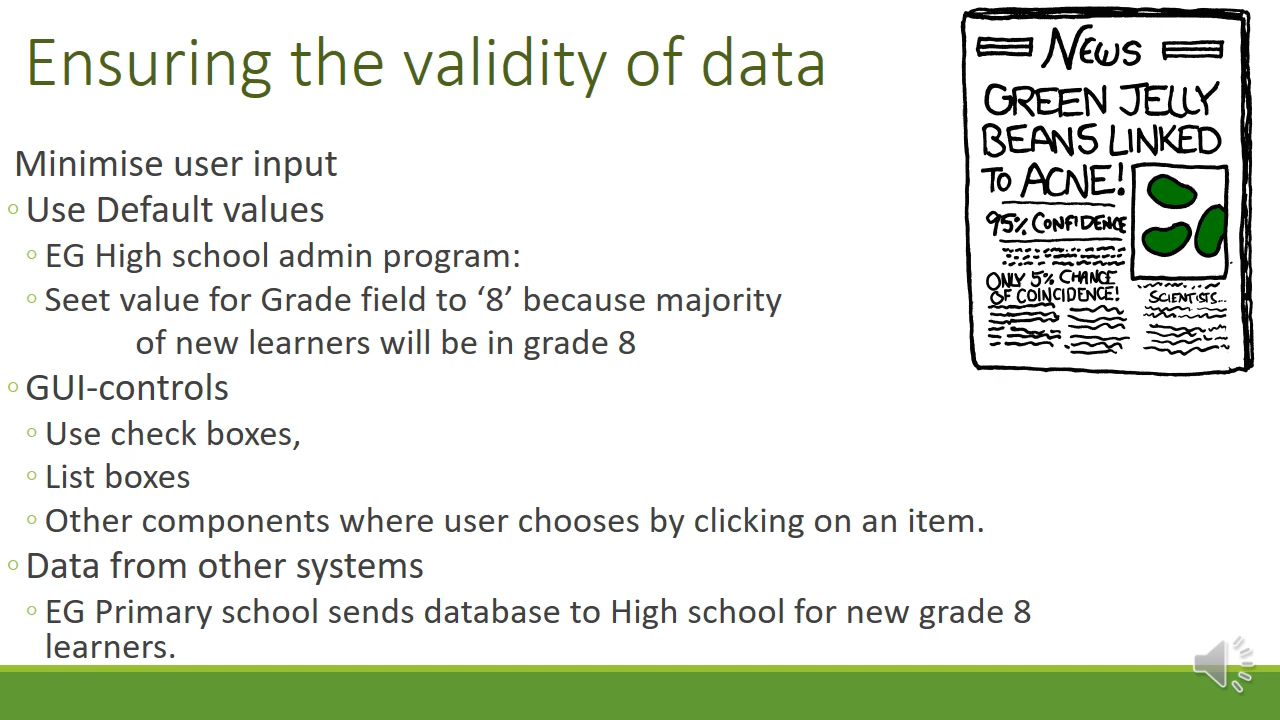 Ensuring the validity of data
Minimise user input
Use Default values
EG High school admin program:
Seet value for Grade field to ‘8’ because majority
of new learners will be in grade 8
GUI-controls
Use check boxes,
List boxes
Other components where user chooses by clicking on an item.
Data from other systems
EG Primary school sends database to High school for new grade 8
learners.
NEWS
GREEN JELLY
BEANS LINKED
TO ACNE!
95% CONFIDENCE
ONLY 5% CHANCE
OF COINCIDENCE!
SCIENTISTS...